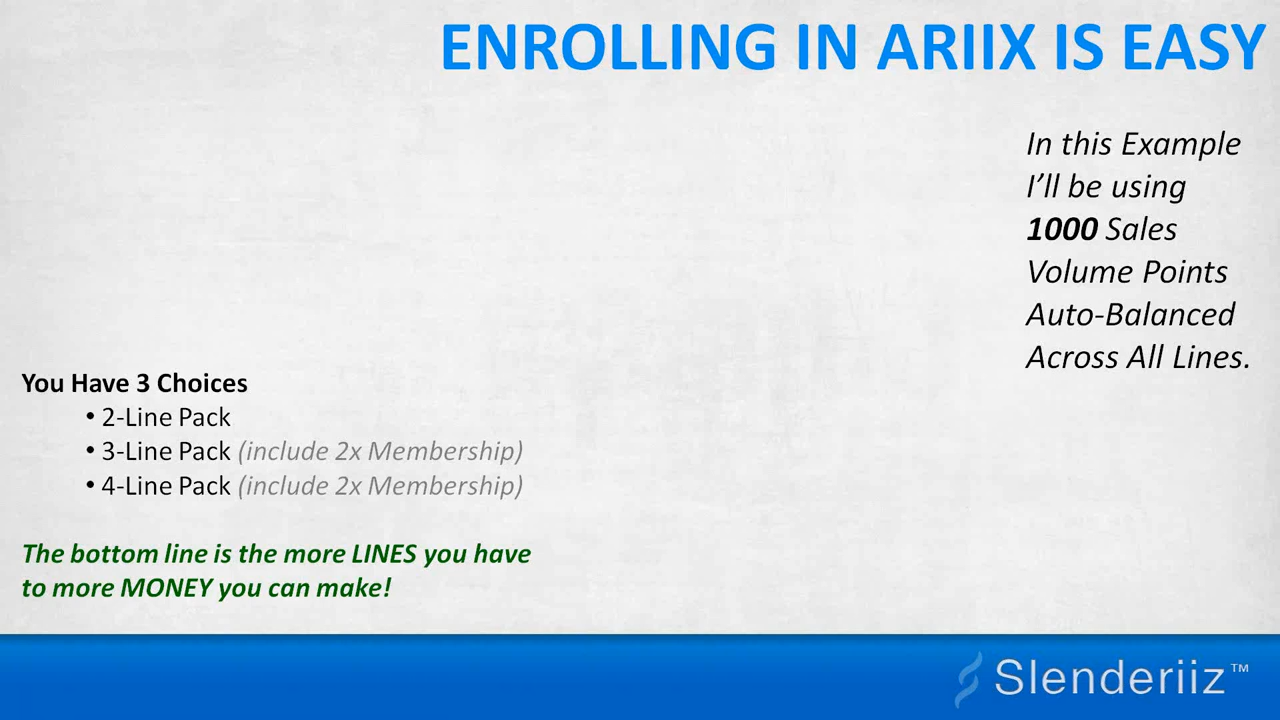 ENROLLING IN ARIIX IS EASY
In this Example
I’ll be using
1000 Sales
Volume Points
Auto-Balanced
Across All Lines.
You Have 3 Choices
• 2-Line Pack
• 3-Line Pack (include 2x Membership)
• 4-Line Pack (include 2x Membership)
The bottom line is the more LINES you have
to more MONEY you can make!
Slenderiiz™